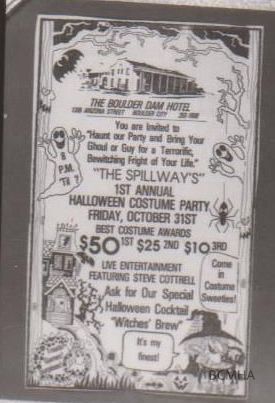 THE BOULDER DAM HOTEL
1305 ARIZONA STREET BOULDER CITY
You are Invited to
"Haunt our Party and Bring Your
Ghoul or Guy for a Terrorific,
Bewitching Fright of Your Life."
8
P.M.
"THE SPILLWAY'S"
1ST ANNUAL
HALLOWEEN COSTUME PARTY
FRIDAY, OCTOBER 31ST
BEST COSTUME AWARDS
$50 1ST $25 2ND $10 3RD
LIVE ENTERTAINMENT
FEATURING STEVE COTTRELL
Come
in
Costume
Sweeties!
Ask for Our Special
Halloween Cocktail
"Witches' Brew"
It's my
finest!
BCMHA